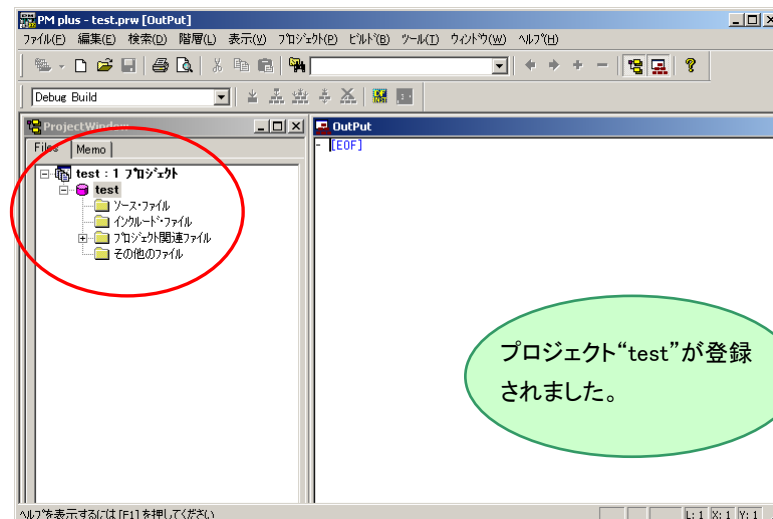 PM plus - test.prw [OutPut]
ファイル(F) 編集(E) 検索(D) 階層(L) 表示(V) プロジェクト(P) ビルド(B) ツール(T) ウィンドウ(W) ヘルプ(H)
Debug Build
ProjectWindow
OutPut
Files Memo
- [EOF]
test : 1 プロジェクト
test
ソース・ファイル
インクルード・ファイル
プロジェクト関連ファイル
その他のファイル
プロジェクト“test”が登録
されました。
ヘルプを表示するには [F1] を押してください
L: 1 X: 1 Y: 1